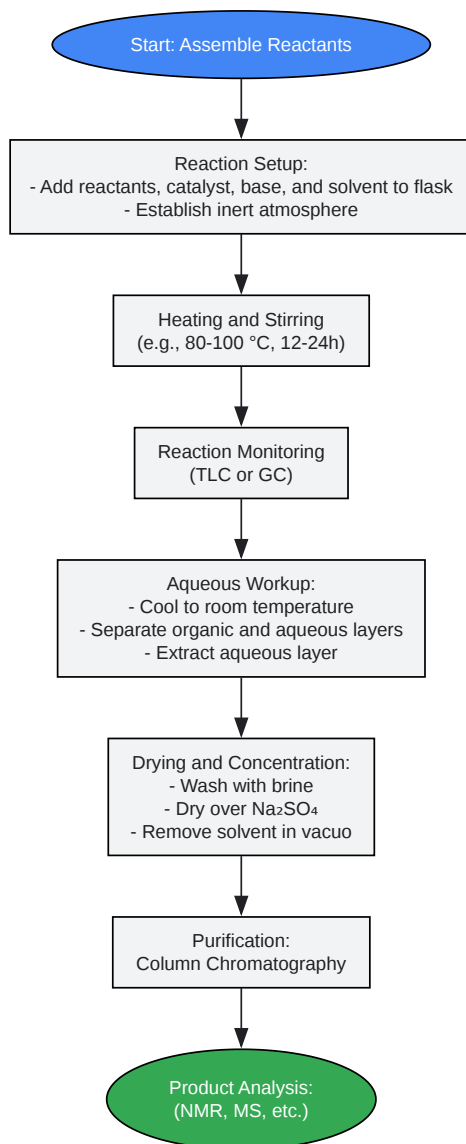 Start: Assemble Reactants
Reaction Setup:
- Add reactants, catalyst, base, and solvent to flask
- Establish inert atmosphere
Heating and Stirring
(e.g., 80-100 °C, 12-24h)
Reaction Monitoring
(TLC or GC)
Aqueous Workup:
- Cool to room temperature
- Separate organic and aqueous layers
- Extract aqueous layer
Drying and Concentration:
- Wash with brine
- Dry over Na₂SO₄
- Remove solvent in vacuo
Purification:
Column Chromatography
Product Analysis:
(NMR, MS, etc.)